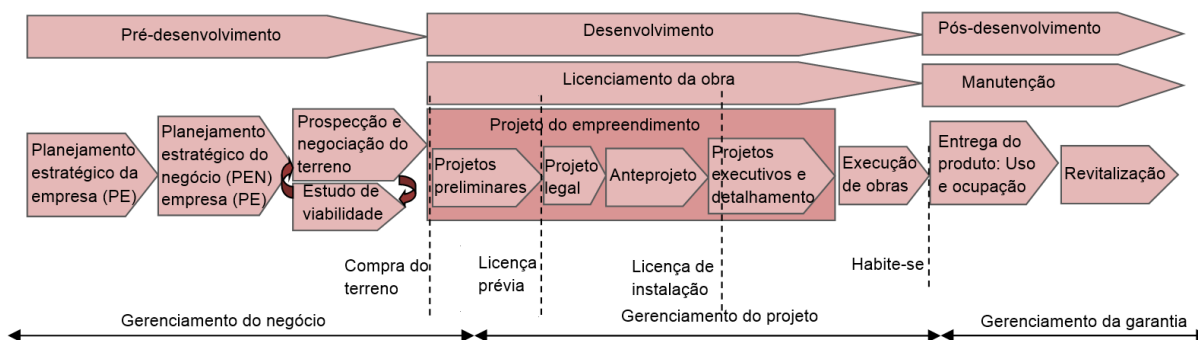 Pré-desenvolvimento
Desenvolvimento
Pós-desenvolvimento
Licenciamento da obra
Manutenção
Planejamento
estratégico da
empresa (PE)
Planejamento
estratégico do
negócio (PEN)
empresa (PE)
Prospecção e
negociação do
terreno
Estudo de
viabilidade
Projeto do empreendimento
Projetos
preliminares
Projeto
legal
Anteprojeto
Projetos
executivos e
detalhamento
Execução
de obras
Entrega do
produto: Uso
e ocupação
Revitalização
Compra do
terreno
Licença
prévia
Licença de
instalação
Habite-se
Gerenciamento do negócio
Gerenciamento do projeto
Gerenciamento da garantia